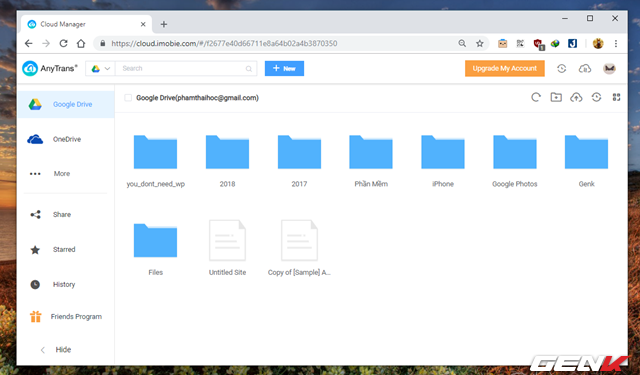 Cloud Manager
https://cloud.imobie.com/#/f2677e40d66711e8a64b02a4b3870350
AnyTrans®
Search
+ New
Upgrade My Account
Google Drive
Google Drive(phamthaihoc@gmail.com)
OneDrive
More
Share
Starred
History
Friends Program
Hide
you_dont_need_wp
2018
2017
Phần Mềm
iPhone
Google Photos
Genk
Files
Untitled Site
Copy of [Sample] A...
GENK